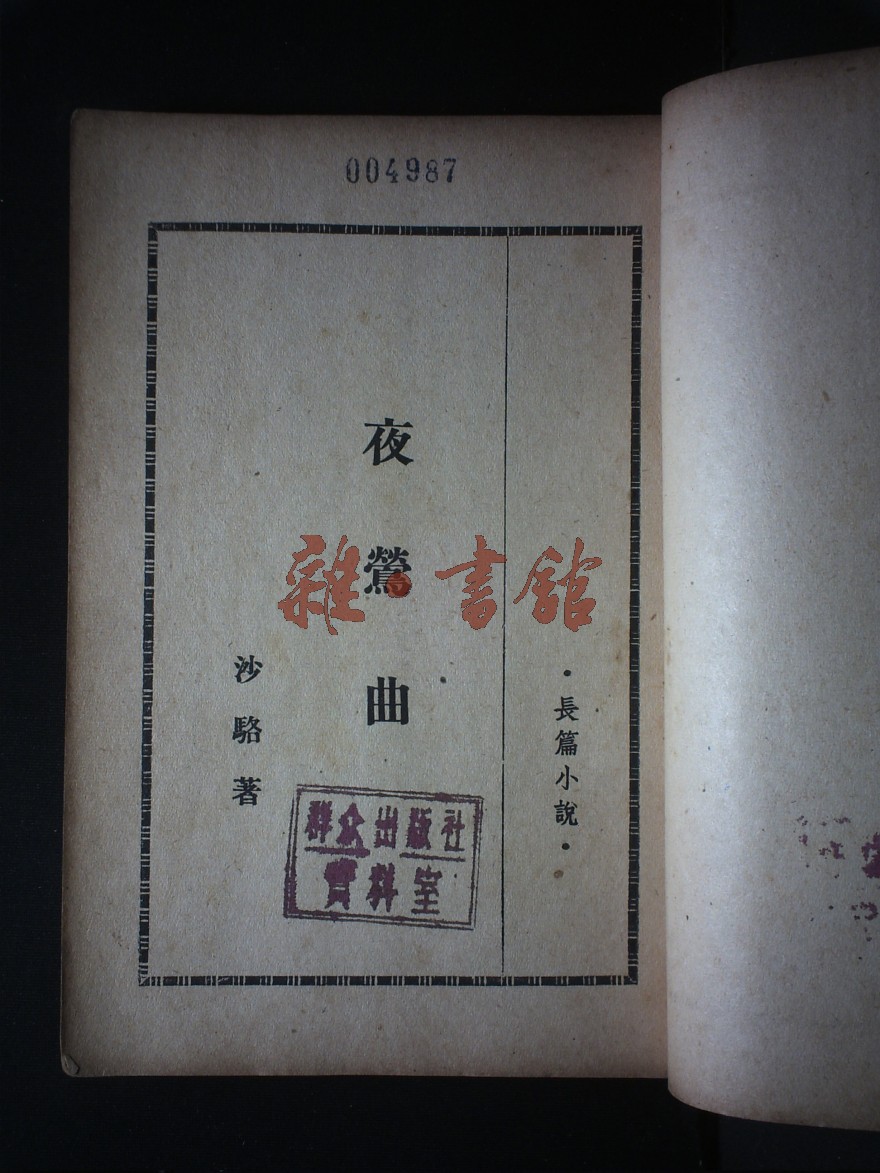 004987
·長篇小說·
夜鶯曲
沙駱著
雜書館
群众出版社
資料室